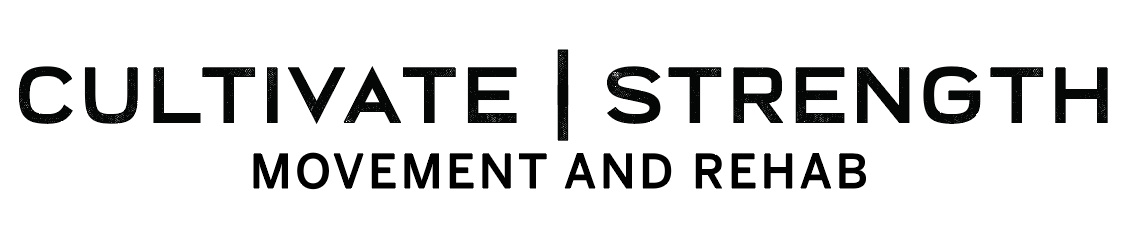 CULTIVATE | STRENGTH
MOVEMENT AND REHAB